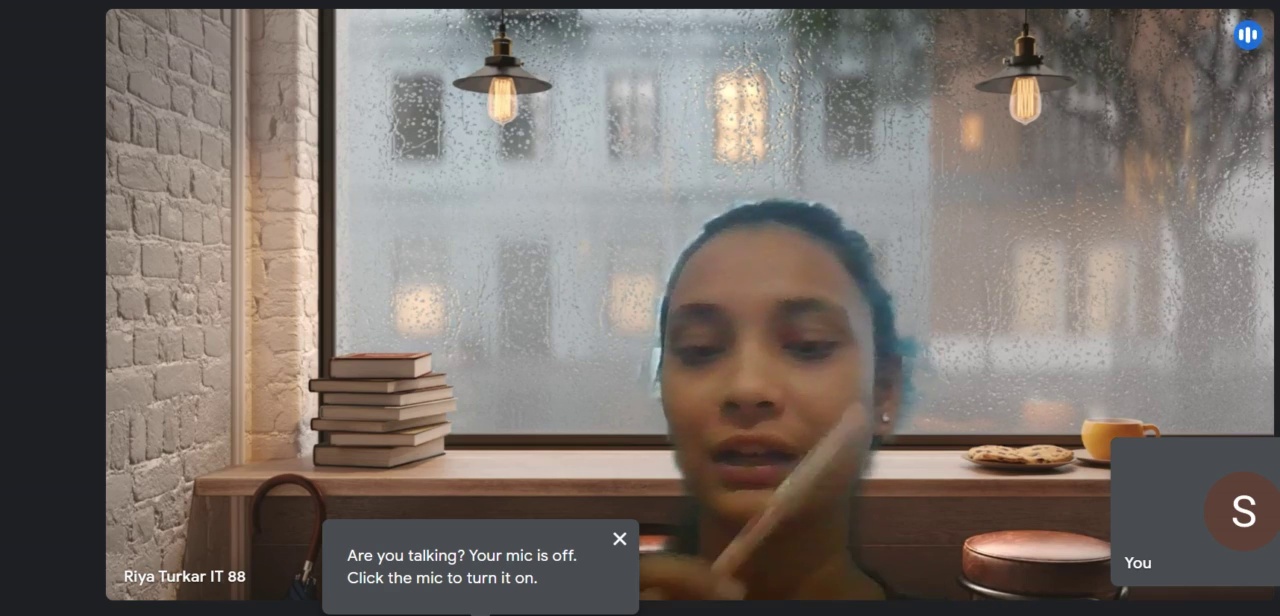 Riya Turkar IT 88
Are you talking? Your mic is off.
Click the mic to turn it on.
S
You